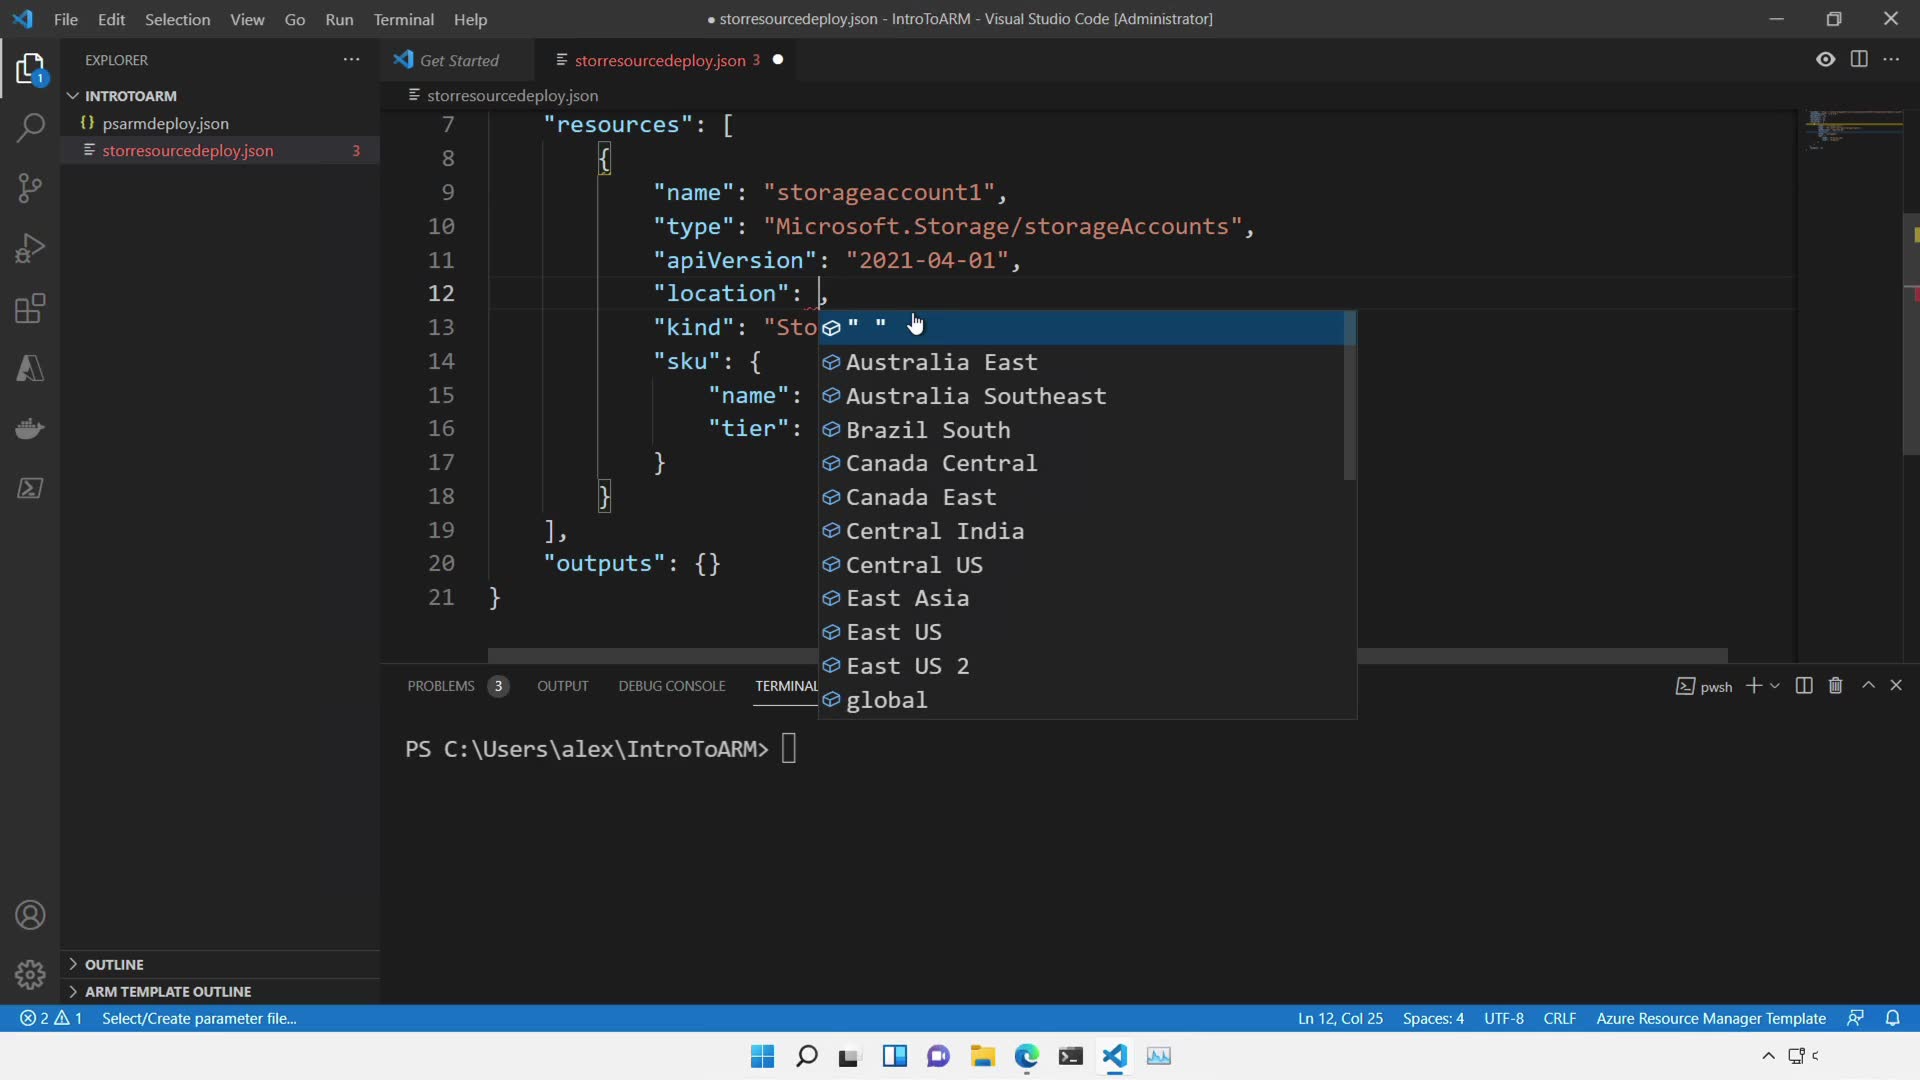 File Edit Selection View Go Run Terminal Help
● storresourcedeploy.json - IntroToARM - Visual Studio Code [Administrator]
EXPLORER
Get Started
storresourcedeploy.json 3
INTROTOARM
storresourcedeploy.json
{} psarmdeploy.json
storresourcedeploy.json 3
1
7 "resources": [
8 {
9 "name": "storageaccount1",
10 "type": "Microsoft.Storage/storageAccounts",
11 "apiVersion": "2021-04-01",
12 "location": ,
13 "kind": "Sto
14 "sku": {
15 "name":
16 "tier":
17 }
18 }
19 ],
20 "outputs": {}
21 }
" "
Australia East
Australia Southeast
Brazil South
Canada Central
Canada East
Central India
Central US
East Asia
East US
East US 2
global
PROBLEMS 3 OUTPUT DEBUG CONSOLE TERMINAL
pwsh
PS C:\Users\alex\IntroToARM>
OUTLINE
ARM TEMPLATE OUTLINE
2 1 Select/Create parameter file...
Ln 12, Col 25 Spaces: 4 UTF-8 CRLF Azure Resource Manager Template